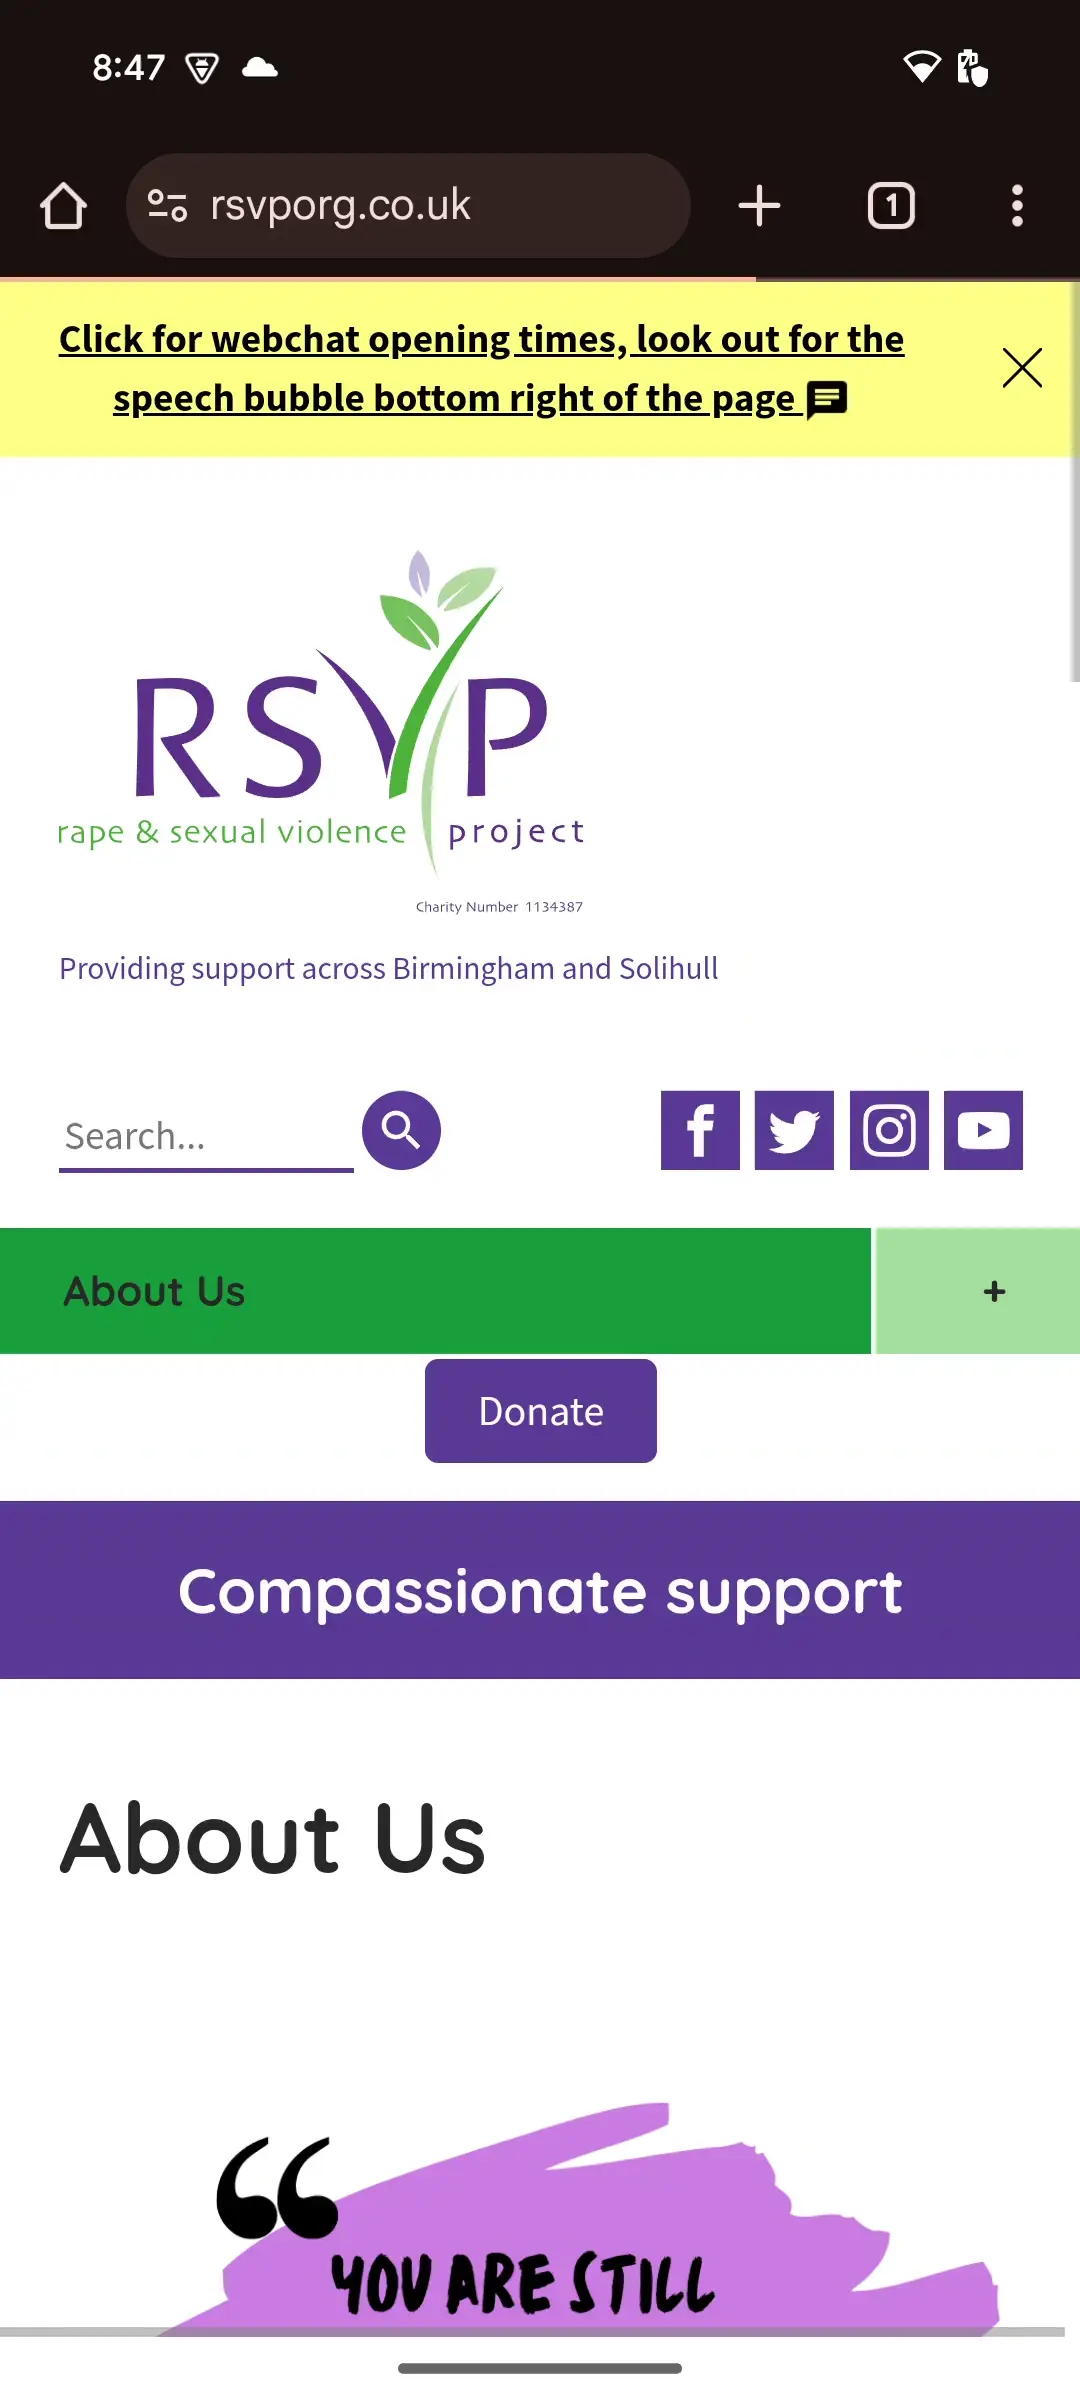 8:47
rsvporg.co.uk
1
Click for webchat opening times, look out for the
speech bubble bottom right of the page
RSVP
rape & sexual violence project
Charity Number 1134387
Providing support across Birmingham and Solihull
Search...
About Us
+
Donate
Compassionate support
About Us
“
YOU ARE STILL